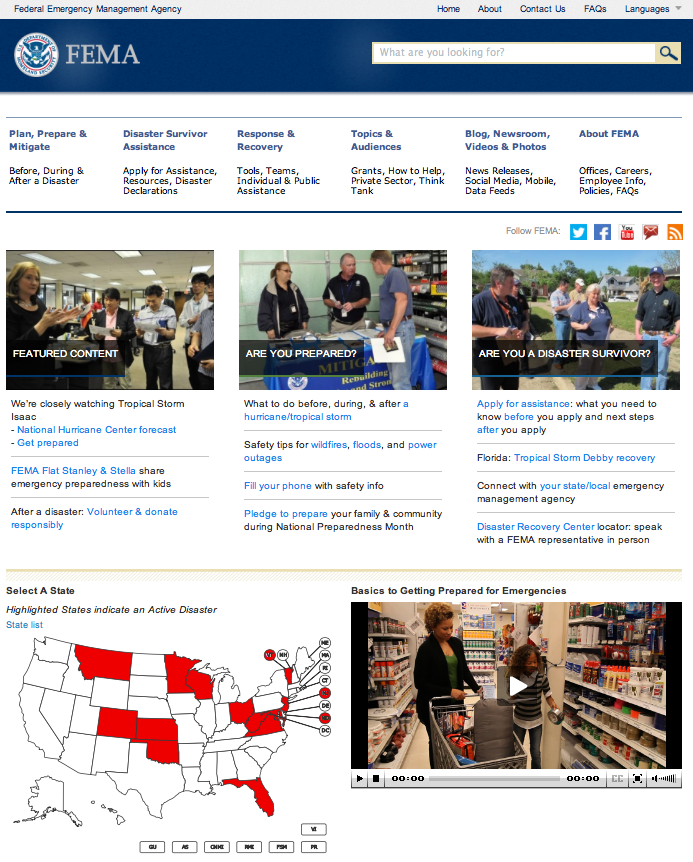 Federal Emergency Management Agency
Home About Contact Us FAQs Languages
FEMA
What are you looking for?
Plan, Prepare & Mitigate
Before, During & After a Disaster
Disaster Survivor Assistance
Apply for Assistance, Resources, Disaster Declarations
Response & Recovery
Tools, Teams, Individual & Public Assistance
Topics & Audiences
Grants, How to Help, Private Sector, Think Tank
Blog, Newsroom, Videos & Photos
News Releases, Social Media, Mobile, Data Feeds
About FEMA
Offices, Careers, Employee Info, Policies, FAQs
Follow FEMA:
You Tube
FEATURED CONTENT
We're closely watching Tropical Storm
Isaac
- National Hurricane Center forecast
- Get prepared
FEMA Flat Stanley & Stella share
emergency preparedness with kids
After a disaster: Volunteer & donate
responsibly
MITIGATION
Rebuilding
and Strong
ARE YOU PREPARED?
What to do before, during, & after a
hurricane/tropical storm
Safety tips for wildfires, floods, and power
outages
Fill your phone with safety info
Pledge to prepare your family & community
during National Preparedness Month
ARE YOU A DISASTER SURVIVOR?
Apply for assistance: what you need to
know before you apply and next steps
after you apply
Florida: Tropical Storm Debby recovery
Connect with your state/local emergency
management agency
Disaster Recovery Center locator: speak
with a FEMA representative in person
Select A State
Highlighted States indicate an Active Disaster
State list
VT NH ME
MA
RI
CT
NJ
DE
MD
DC
VI
GU AS CNMI RMI FSM PR
Basics to Getting Prepared for Emergencies
00:00 00:00 CC